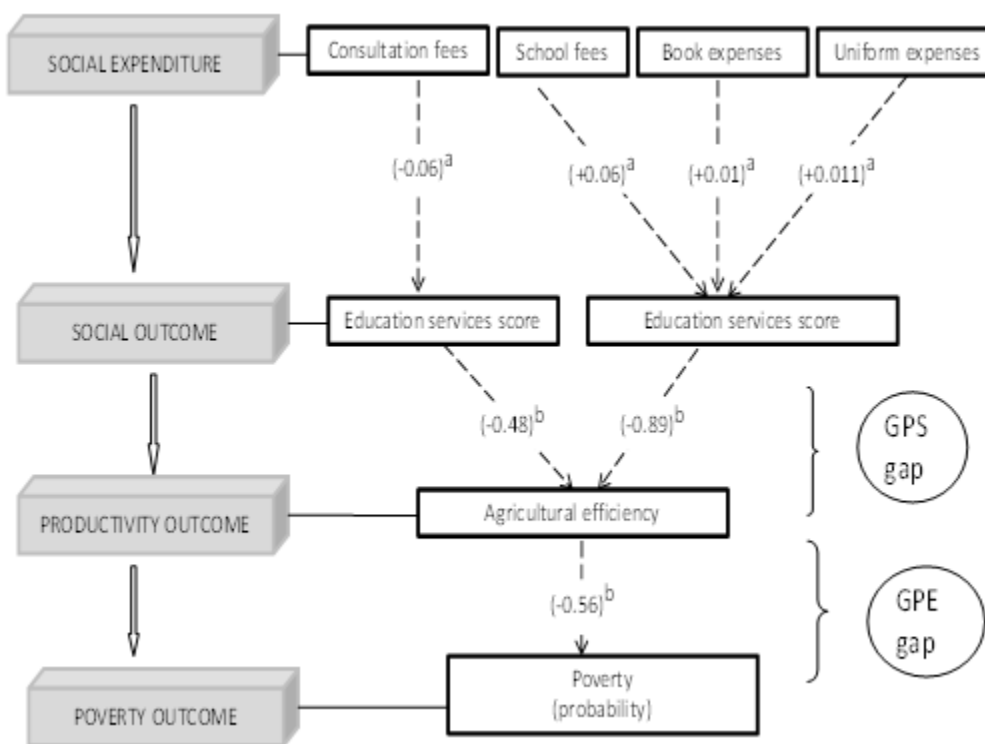 SOCIAL EXPENDITURE
Consultation fees
School fees
Book expenses
Uniform expenses
(-0.06)a
(+0.06)a
(+0.01)a
(+0.011)a
SOCIAL OUTCOME
Education services score
Education services score
(-0.48)b
(-0.89)b
GPS
gap
PRODUCTIVITY OUTCOME
Agricultural efficiency
(-0.56)b
GPE
gap
POVERTY OUTCOME
Poverty
(probability)